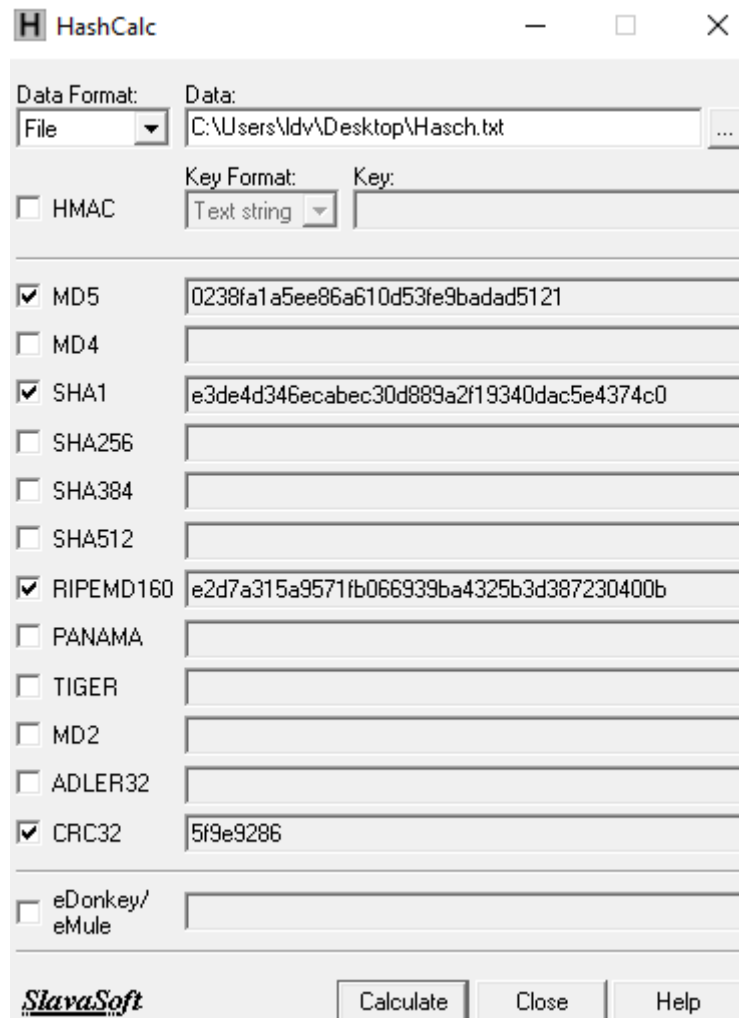 H HashCalc
Data Format: Data:
File C:\Users\ldv\Desktop\Hasch.txt ...
Key Format: Key:
HMAC Text string
MD5 0238fa1a5ee86a610d53fe9badad5121
MD4
SHA1 e3de4d346ecabec30d889a2f19340dac5e4374c0
SHA256
SHA384
SHA512
RIPEMD160 e2d7a315a9571fb066939ba4325b3d387230400b
PANAMA
TIGER
MD2
ADLER32
CRC32 5f9e9286
eDonkey/
eMule
SlavaSoft Calculate Close Help